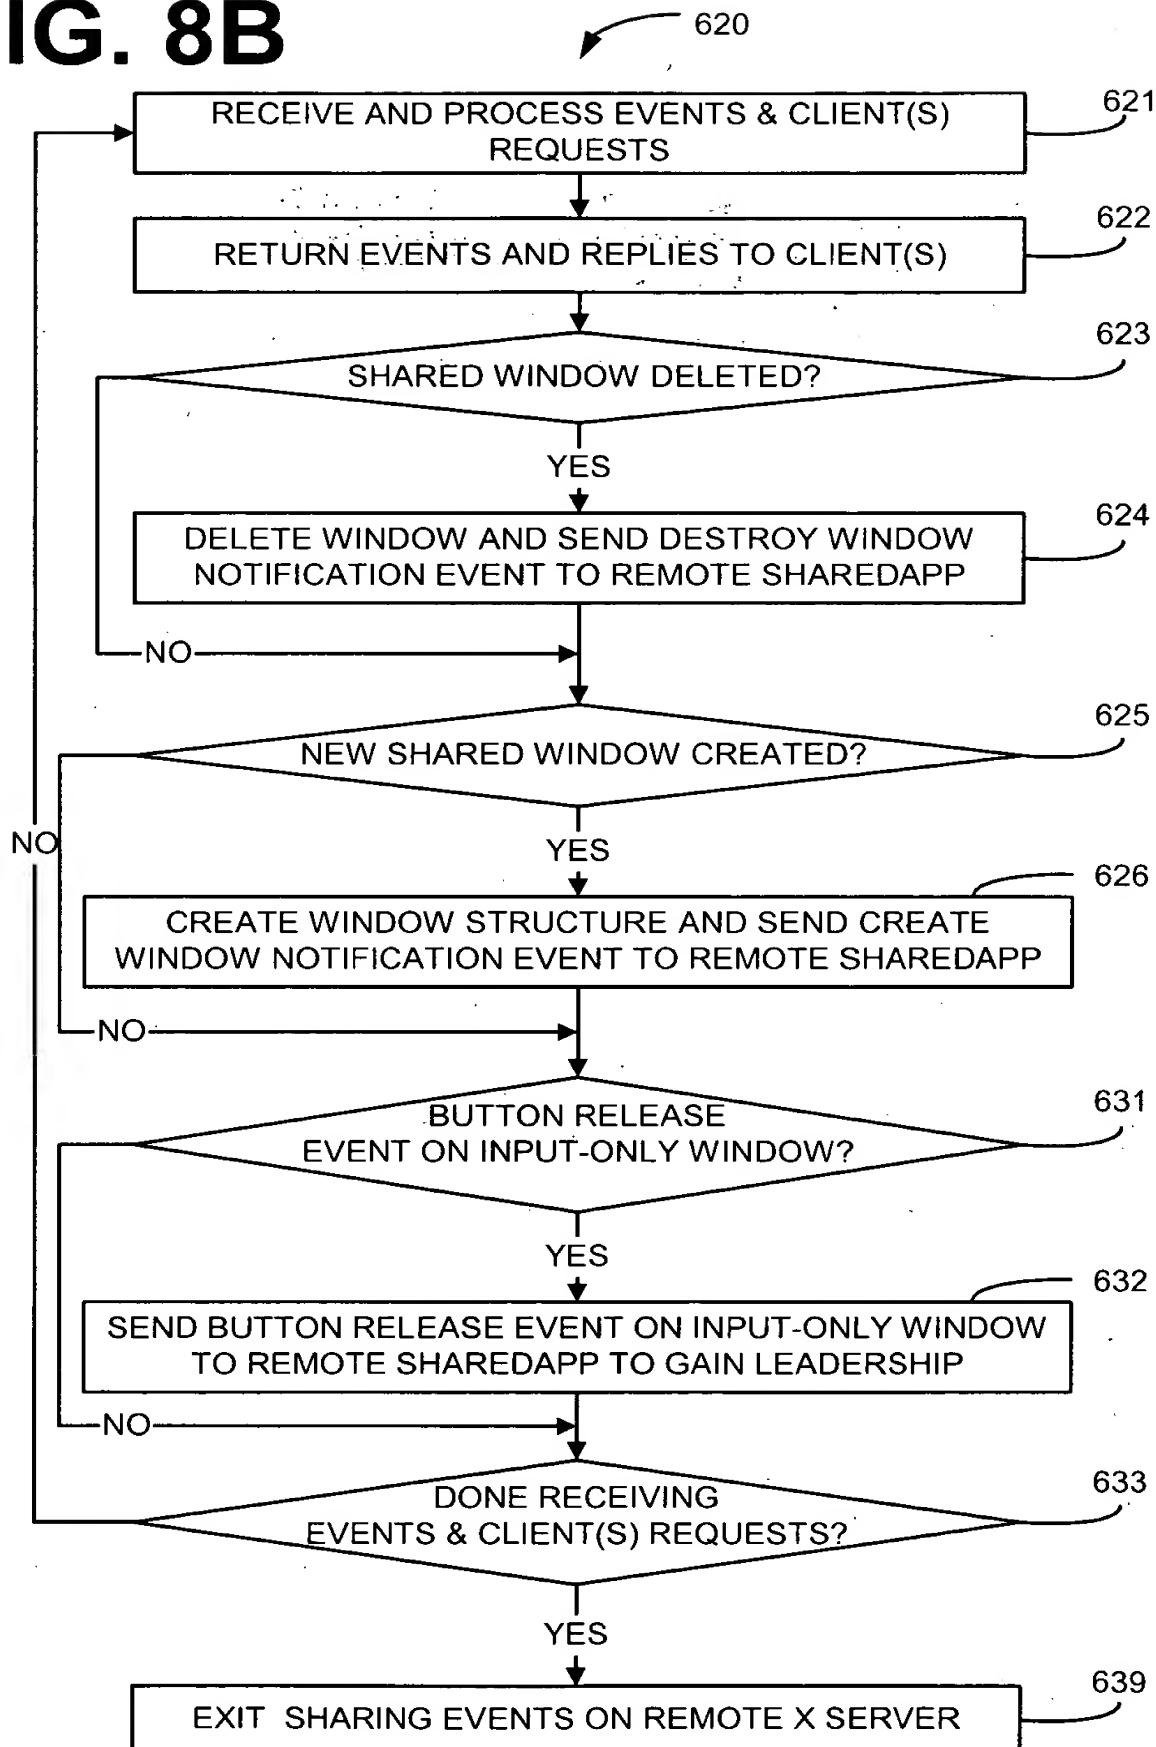 IG. 8B
620
RECEIVE AND PROCESS EVENTS & CLIENT(S)
REQUESTS
621
RETURN EVENTS AND REPLIES TO CLIENT(S)
622
SHARED WINDOW DELETED?
623
YES
DELETE WINDOW AND SEND DESTROY WINDOW
NOTIFICATION EVENT TO REMOTE SHAREDAPP
624
NO
NEW SHARED WINDOW CREATED?
625
NO
YES
CREATE WINDOW STRUCTURE AND SEND CREATE
WINDOW NOTIFICATION EVENT TO REMOTE SHAREDAPP
626
NO
BUTTON RELEASE
EVENT ON INPUT-ONLY WINDOW?
631
YES
SEND BUTTON RELEASE EVENT ON INPUT-ONLY WINDOW
TO REMOTE SHAREDAPP TO GAIN LEADERSHIP
632
NO
DONE RECEIVING
EVENTS & CLIENT(S) REQUESTS?
633
YES
EXIT SHARING EVENTS ON REMOTE X SERVER
639